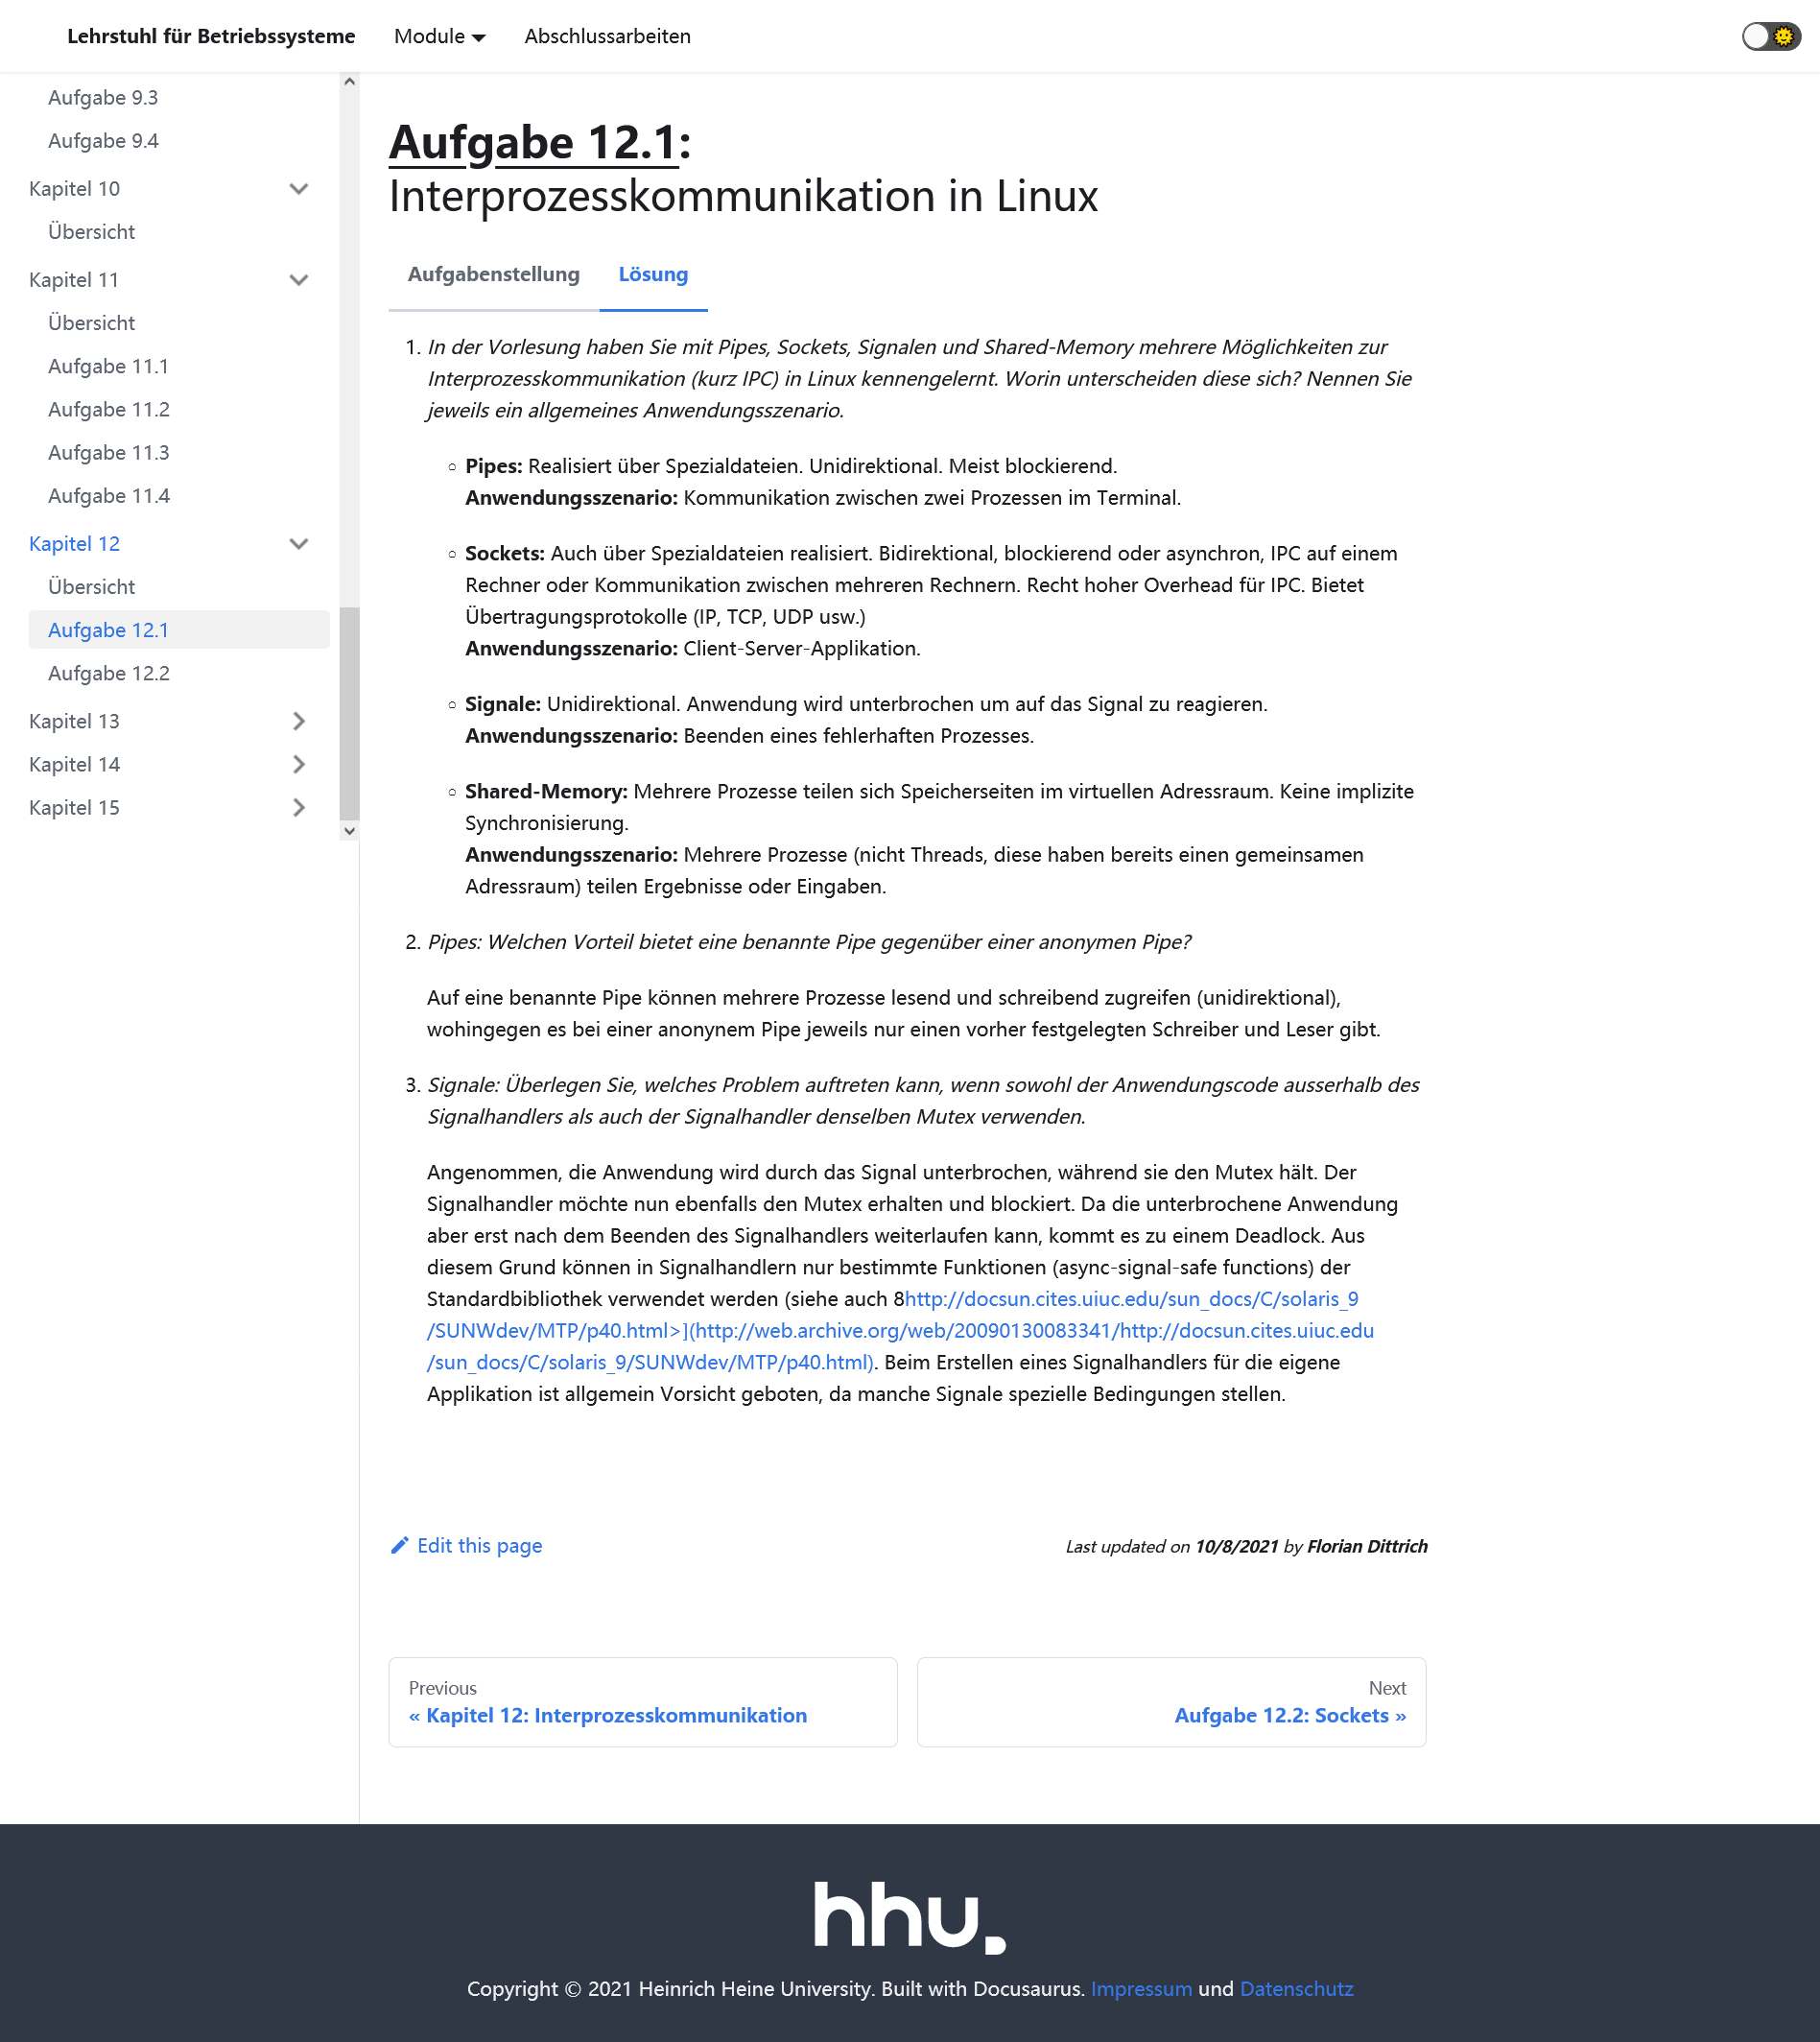 Lehrstuhl für Betriebssysteme Module Abschlussarbeiten
Aufgabe 9.3
Aufgabe 9.4
Kapitel 10
Übersicht
Kapitel 11
Übersicht
Aufgabe 11.1
Aufgabe 11.2
Aufgabe 11.3
Aufgabe 11.4
Kapitel 12
Übersicht
Aufgabe 12.1
Aufgabe 12.2
Kapitel 13
Kapitel 14
Kapitel 15
Aufgabe 12.1:
Interprozesskommunikation in Linux
Aufgabenstellung Lösung
1. In der Vorlesung haben Sie mit Pipes, Sockets, Signalen und Shared-Memory mehrere Möglichkeiten zur
Interprozesskommunikation (kurz IPC) in Linux kennengelernt. Worin unterscheiden diese sich? Nennen Sie
jeweils ein allgemeines Anwendungsszenario.
○ Pipes: Realisiert über Spezialdateien. Unidirektional. Meist blockierend.
Anwendungsszenario: Kommunikation zwischen zwei Prozessen im Terminal.
○ Sockets: Auch über Spezialdateien realisiert. Bidirektional, blockierend oder asynchron, IPC auf einem
Rechner oder Kommunikation zwischen mehreren Rechnern. Recht hoher Overhead für IPC. Bietet
Übertragungsprotokolle (IP, TCP, UDP usw.)
Anwendungsszenario: Client-Server-Applikation.
○ Signale: Unidirektional. Anwendung wird unterbrochen um auf das Signal zu reagieren.
Anwendungsszenario: Beenden eines fehlerhaften Prozesses.
○ Shared-Memory: Mehrere Prozesse teilen sich Speicherseiten im virtuellen Adressraum. Keine implizite
Synchronisierung.
Anwendungsszenario: Mehrere Prozesse (nicht Threads, diese haben bereits einen gemeinsamen
Adressraum) teilen Ergebnisse oder Eingaben.
2. Pipes: Welchen Vorteil bietet eine benannte Pipe gegenüber einer anonymen Pipe?
Auf eine benannte Pipe können mehrere Prozesse lesend und schreibend zugreifen (unidirektional),
wohingegen es bei einer anonynem Pipe jeweils nur einen vorher festgelegten Schreiber und Leser gibt.
3. Signale: Überlegen Sie, welches Problem auftreten kann, wenn sowohl der Anwendungscode ausserhalb des
Signalhandlers als auch der Signalhandler denselben Mutex verwenden.
Angenommen, die Anwendung wird durch das Signal unterbrochen, während sie den Mutex hält. Der
Signalhandler möchte nun ebenfalls den Mutex erhalten und blockiert. Da die unterbrochene Anwendung
aber erst nach dem Beenden des Signalhandlers weiterlaufen kann, kommt es zu einem Deadlock. Aus
diesem Grund können in Signalhandlern nur bestimmte Funktionen (async-signal-safe functions) der
Standardbibliothek verwendet werden (siehe auch 8http://docsun.cites.uiuc.edu/sun_docs/C/solaris_9
/SUNWdev/MTP/p40.html>](http://web.archive.org/web/20090130083341/http://docsun.cites.uiuc.edu
/sun_docs/C/solaris_9/SUNWdev/MTP/p40.html). Beim Erstellen eines Signalhandlers für die eigene
Applikation ist allgemein Vorsicht geboten, da manche Signale spezielle Bedingungen stellen.
Edit this page Last updated on 10/8/2021 by Florian Dittrich
Previous
« Kapitel 12: Interprozesskommunikation
Next
Aufgabe 12.2: Sockets »
hhu.
Copyright © 2021 Heinrich Heine University. Built with Docusaurus. Impressum und Datenschutz